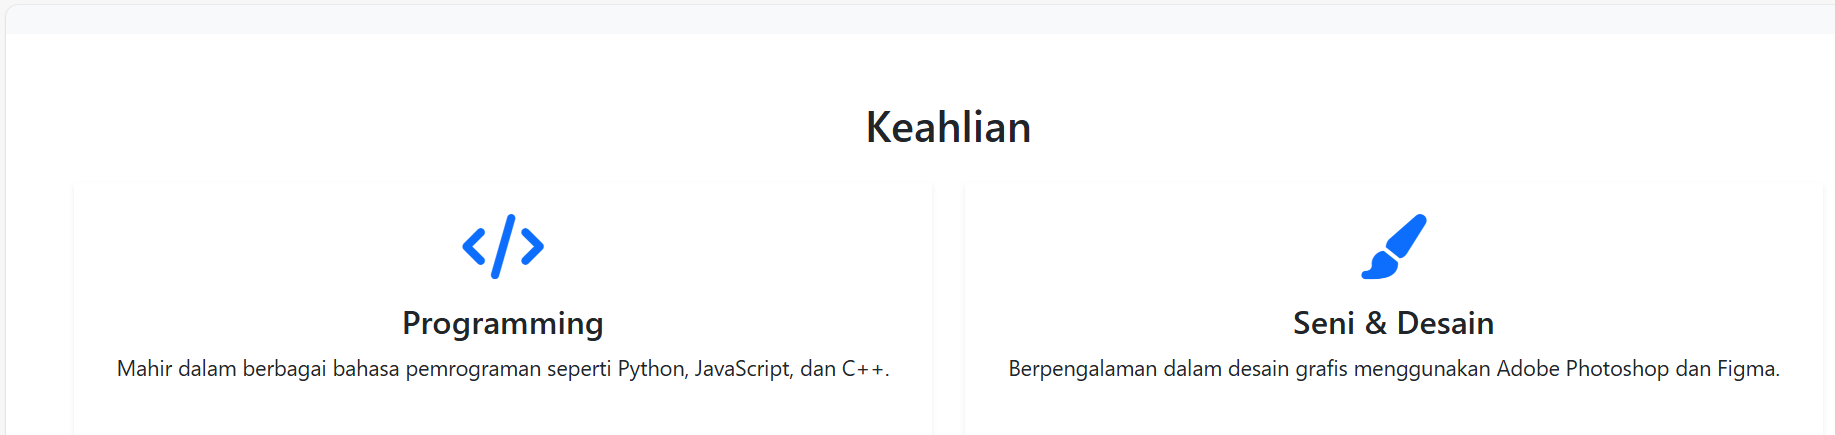 Keahlian
Programming
Mahir dalam berbagai bahasa pemrograman seperti Python, JavaScript, dan C++.
Seni & Desain
Berpengalaman dalam desain grafis menggunakan Adobe Photoshop dan Figma.